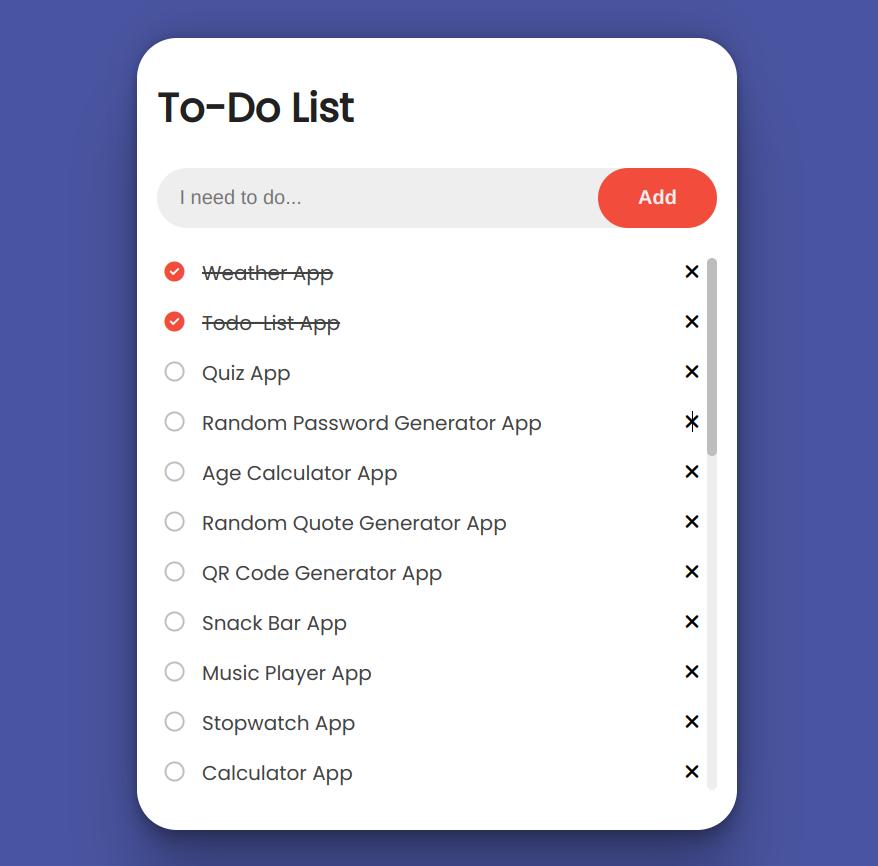 To-Do List
I need to do...
Add
Weather App
Todo-List App
Quiz App
Random Password Generator App
Age Calculator App
Random Quote Generator App
QR Code Generator App
Snack Bar App
Music Player App
Stopwatch App
Calculator App